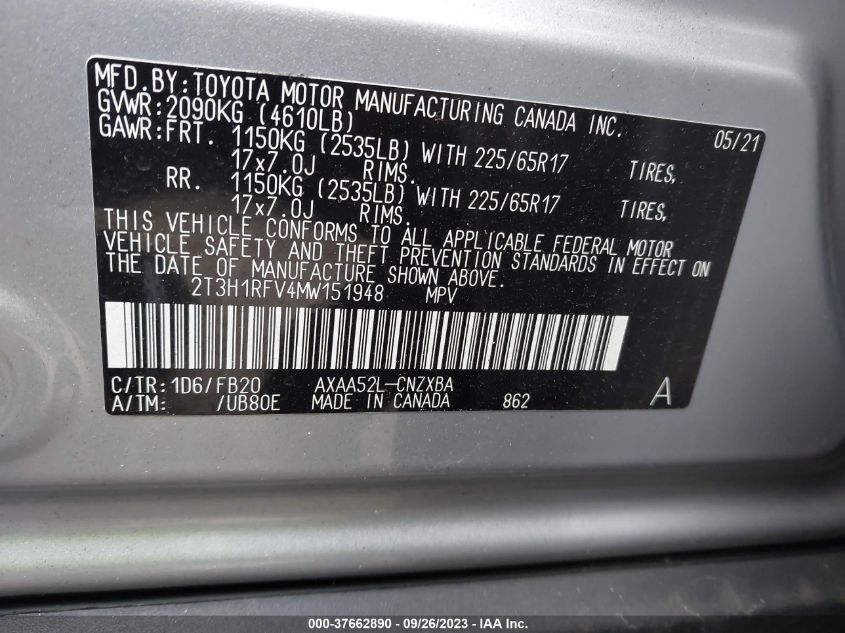 MFD. BY: TOYOTA MOTOR MANUFACTURING CANADA INC. 05/21
GVWR: 2090KG (4610LB)
GAWR: FRT. 1150KG (2535LB) WITH 225/65R17 TIRES,
17x7.0J RIMS.
RR. 1150KG (2535LB) WITH 225/65R17 TIRES,
17x7.0J RIMS.
THIS VEHICLE CONFORMS TO ALL APPLICABLE FEDERAL MOTOR
VEHICLE SAFETY AND THEFT PREVENTION STANDARDS IN EFFECT ON
THE DATE OF MANUFACTURE SHOWN ABOVE.
2T3H1RFV4MW151948 MPV
C/TR: 1D6/FB20 AXAA52L-CNZXBA
A/TM: /UB80E MADE IN CANADA 862 A
000-37662890 - 09/26/2023 - IAA Inc.